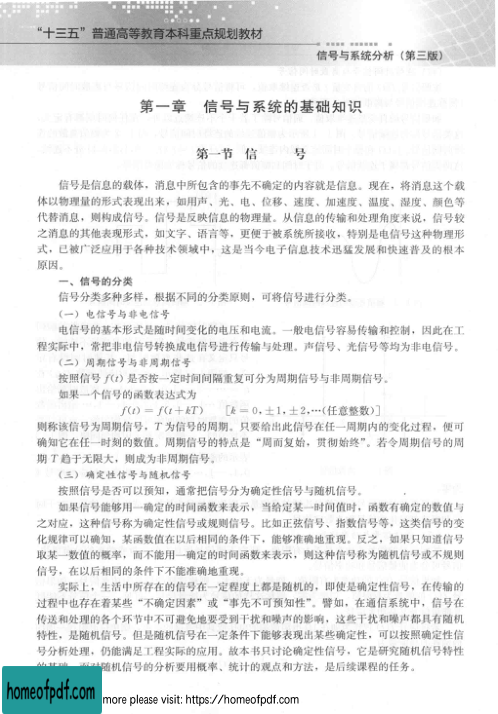 “十三五”普通高等教育本科重点规划教材
信号与系统分析（第三版）
第一章 信号与系统的基础知识
第一节 信 号
信号是信息的载体，消息中所包含的事先不确定的内容就是信息。现在，将消息这个载
体以物理量的形式表现出来，如用声、光、电、位移、速度、加速度、温度、湿度、颜色等
代替消息，则构成信号。信号是反映信息的物理量。从信息的传输和处理角度来说，信号较
之消息的其他表现形式，如文字、语言等，更便于被系统所接收，特别是电信号这种物理形
式，已被广泛应用于各种技术领域中，这是当今电子信息技术迅猛发展和快速普及的根本
原因。
一、信号的分类
信号分类多种多样，根据不同的分类原则，可将信号进行分类。
（一）电信号与非电信号
电信号的基本形式是随时间变化的电压和电流。一般电信号容易传输和控制，因此在工
程实际中，常把非电信号转换成电信号进行传输与处理。声信号、光信号等均为非电信号。
（二）周期信号与非周期信号
按照信号 f(t) 是否按一定时间间隔重复可分为周期信号与非周期信号。
如果一个信号的函数表达式为
f(t) = f(t+kT) [k = 0, ±1, ±2, …(任意整数)]
则称该信号为周期信号，T 为信号的周期。只要给出此信号在任一周期内的变化过程，便可
确知它在任一时刻的数值。周期信号的特点是“周而复始，贯彻始终”。若令周期信号的周
期 T 趋于无限大，则成为非周期信号。
（三）确定性信号与随机信号
按照信号是否可以预知，通常把信号分为确定性信号与随机信号。
如果信号能够用一确定的时间函数来表示，当给定某一时间值时，函数有确定的数值与
之对应，这种信号称为确定性信号或规则信号。比如正弦信号、指数信号等，这类信号的变
化规律可以确知，某函数值在以后相同的条件下，能够准确地重现。反之，如果只知道信号
取某一数值的概率，而不能用一确定的时间函数来表示，则这种信号称为随机信号或不规则
信号，在以后相同的条件下不能准确地重现。
实际上，生活中所存在的信号在一定程度上都是随机的，即使是确定性信号，在传输的
过程中也存在着某些“不确定因素”或“事先不可预知性”。譬如，在通信系统中，信号在
传送和处理的各个环节中不可避免地要受到干扰和噪声的影响，这些干扰和噪声都具有随机
特性，是随机信号。但是随机信号在一定条件下能够表现出某些确定性，可以按照确定性信
号分析处理，仍能满足工程实际的应用。故本书只讨论确定性信号，它是研究随机信号特性
的基础，而对随机信号的分析要用概率、统计的观点和方法，是后续课程的任务。
homeofpdf.com
more please visit: https://homeofpdf.com